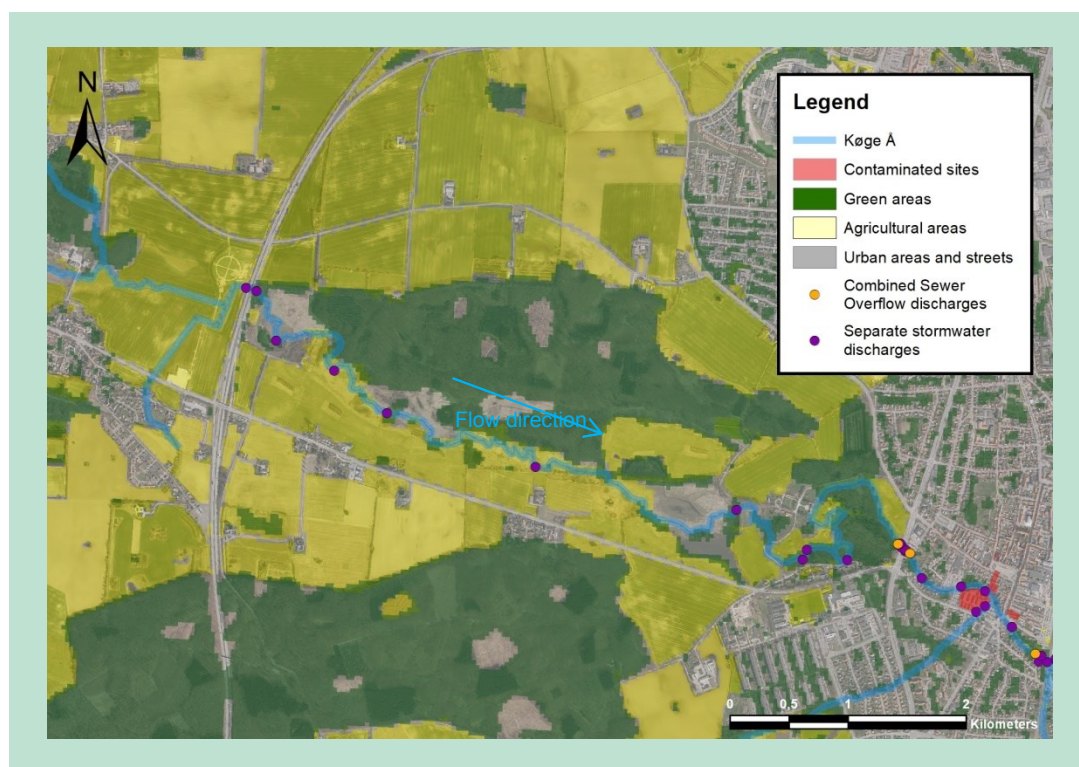 N
Legend
Køge Å
Contaminated sites
Green areas
Agricultural areas
Urban areas and streets
Combined Sewer
Overflow discharges
Separate stormwater
discharges
Flow direction
0 0,5 1 2
Kilometers